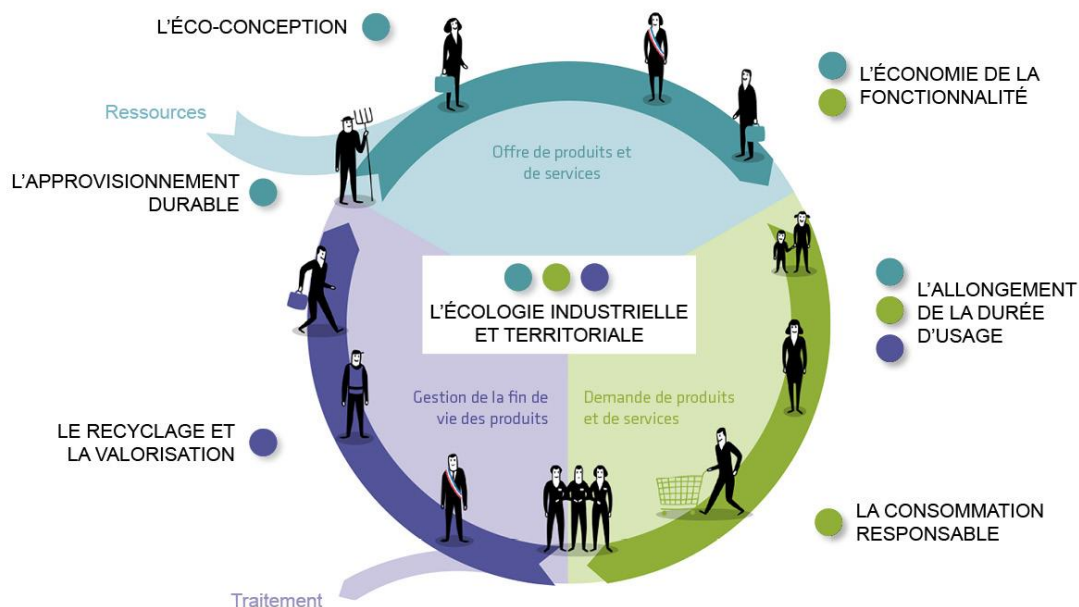 L'ÉCO-CONCEPTION
L'ÉCONOMIE DE LA
FONCTIONNALITÉ
Ressources
Offre de produits et
de services
L'APPROVISIONNEMENT
DURABLE
L'ÉCOLOGIE INDUSTRIELLE
ET TERRITORIALE
L'ALLONGEMENT
DE LA DURÉE
D'USAGE
Gestion de la fin de
vie des produits
Demande de produits
et de services
LE RECYCLAGE ET
LA VALORISATION
LA CONSOMMATION
RESPONSABLE
Traitement